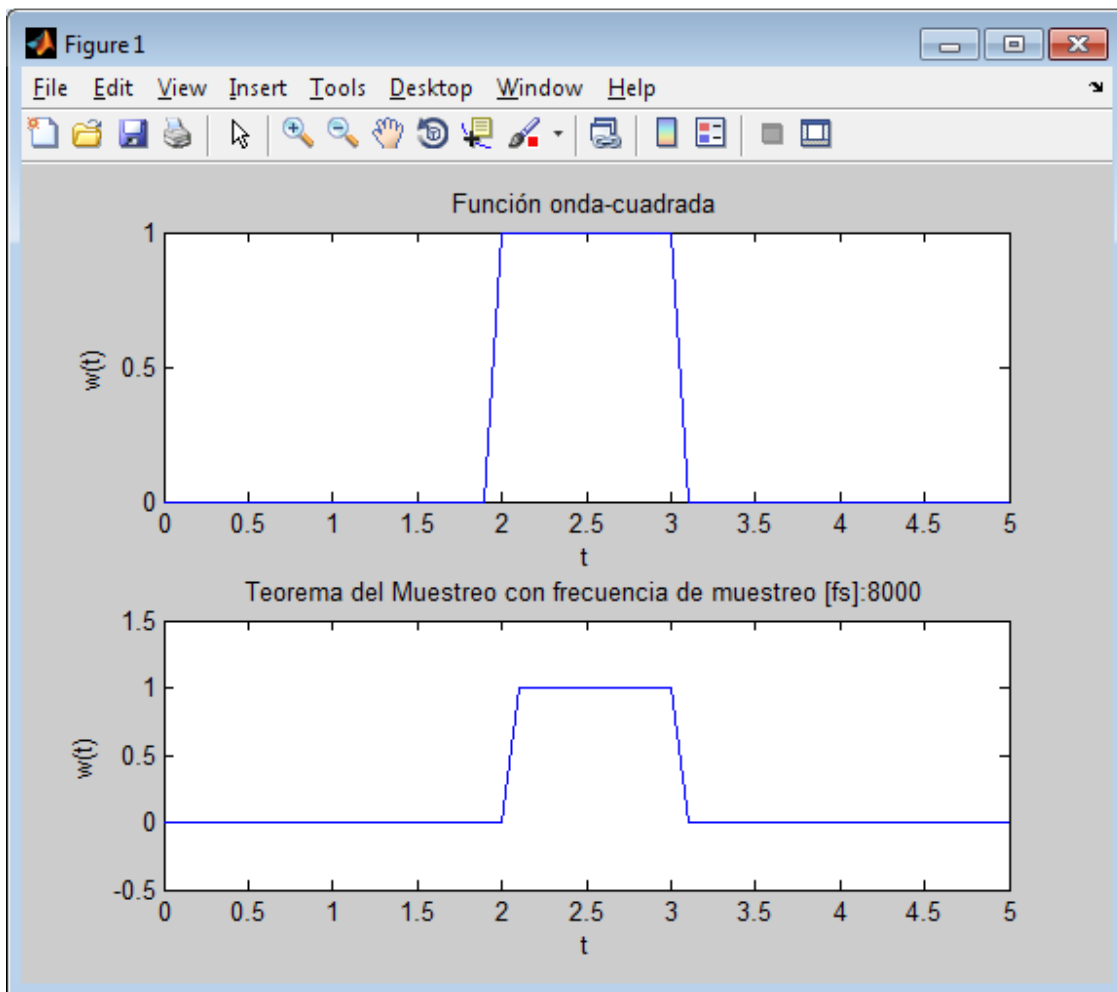 Figure 1
File Edit View Insert Tools Desktop Window Help
Función onda-cuadrada
1
0.5
0
w(t)
0 0.5 1 1.5 2 2.5 3 3.5 4 4.5 5
t
Teorema del Muestreo con frecuencia de muestreo [fs]:8000
1.5
1
0.5
0
-0.5
w(t)
0 0.5 1 1.5 2 2.5 3 3.5 4 4.5 5
t